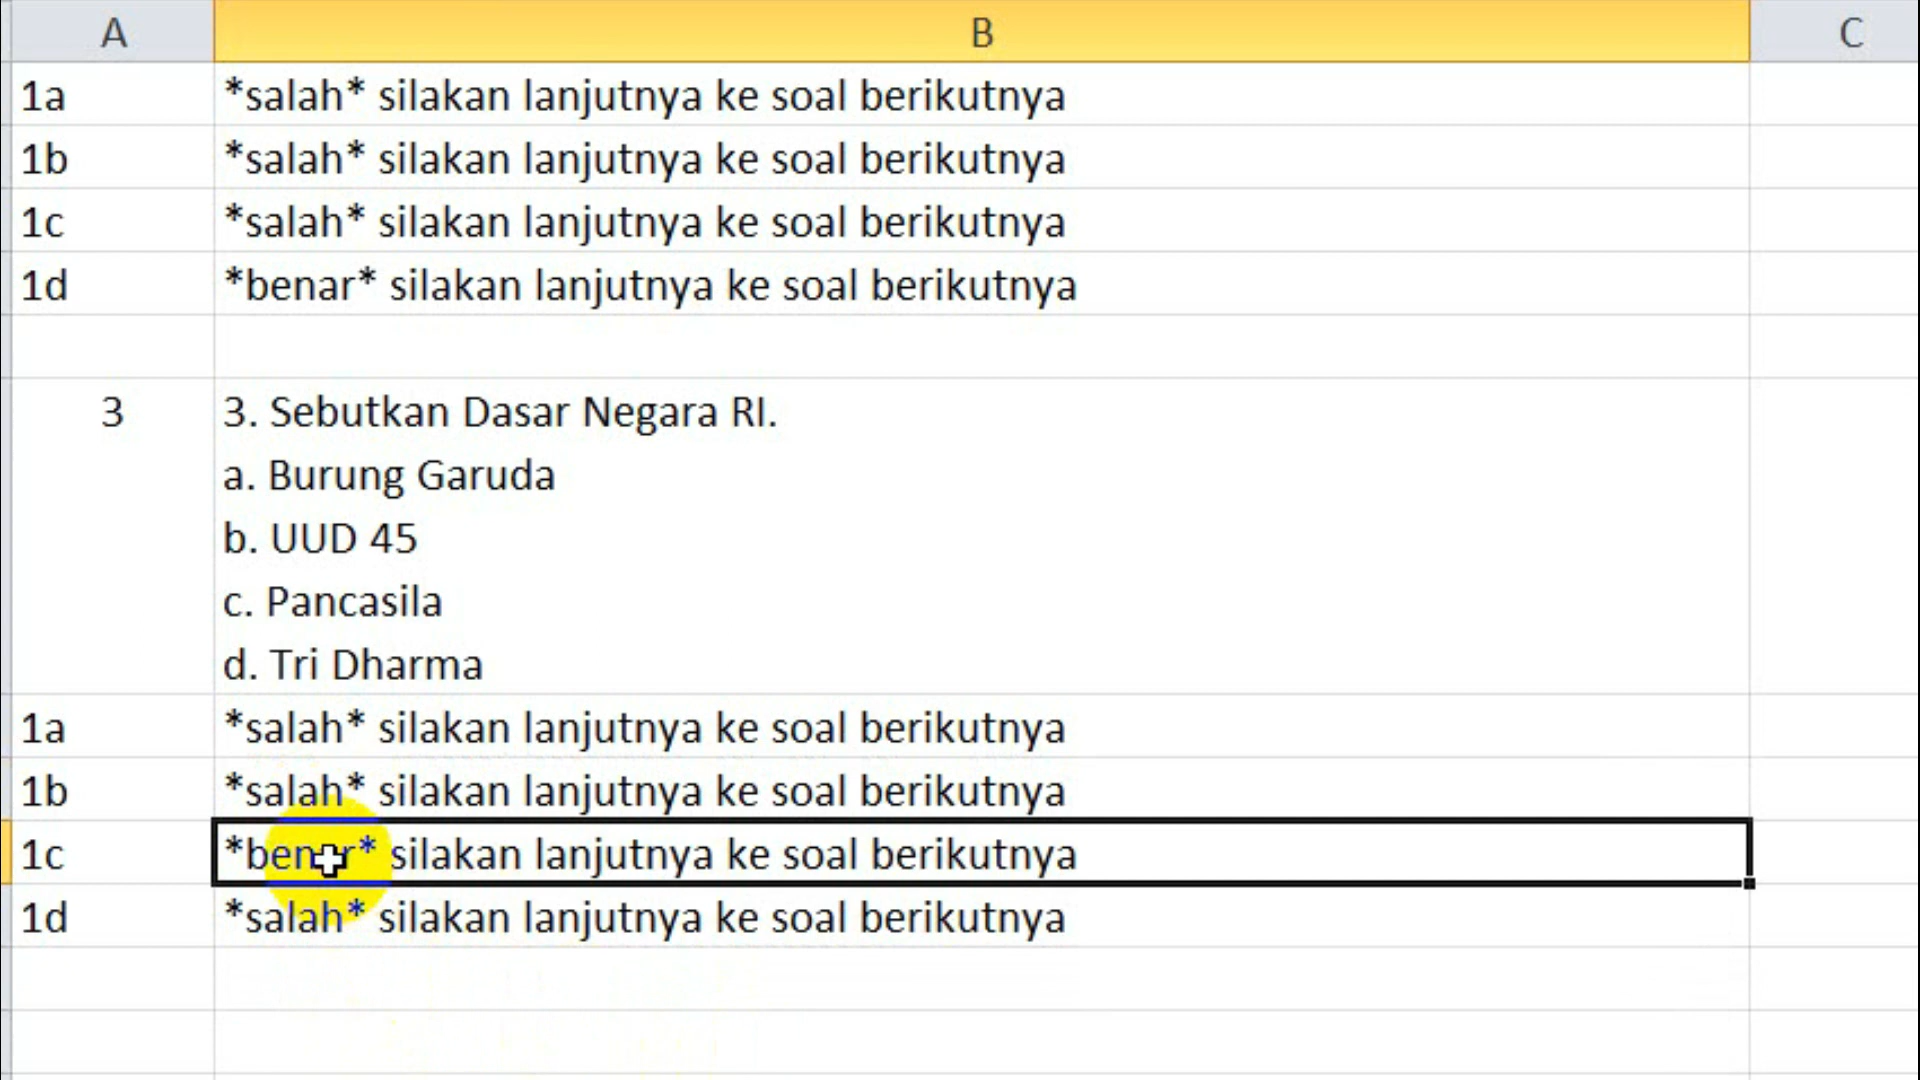 A B C
1a *salah* silakan lanjutnya ke soal berikutnya
1b *salah* silakan lanjutnya ke soal berikutnya
1c *salah* silakan lanjutnya ke soal berikutnya
1d *benar* silakan lanjutnya ke soal berikutnya
3 3. Sebutkan Dasar Negara RI.
a. Burung Garuda
b. UUD 45
c. Pancasila
d. Tri Dharma
1a *salah* silakan lanjutnya ke soal berikutnya
1b *salah* silakan lanjutnya ke soal berikutnya
1c *benar* silakan lanjutnya ke soal berikutnya
1d *salah* silakan lanjutnya ke soal berikutnya